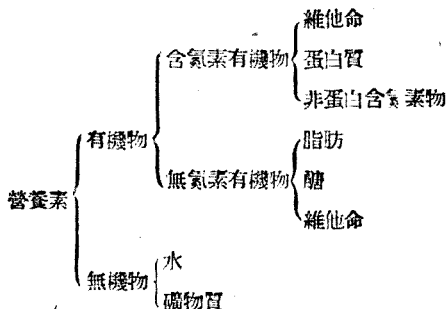 維他命
含氮素有機物
蛋白質
非蛋白含氮素物
有機物
脂肪
無氮素有機物
醣
維他命
營養素
水
無機物
礦物質